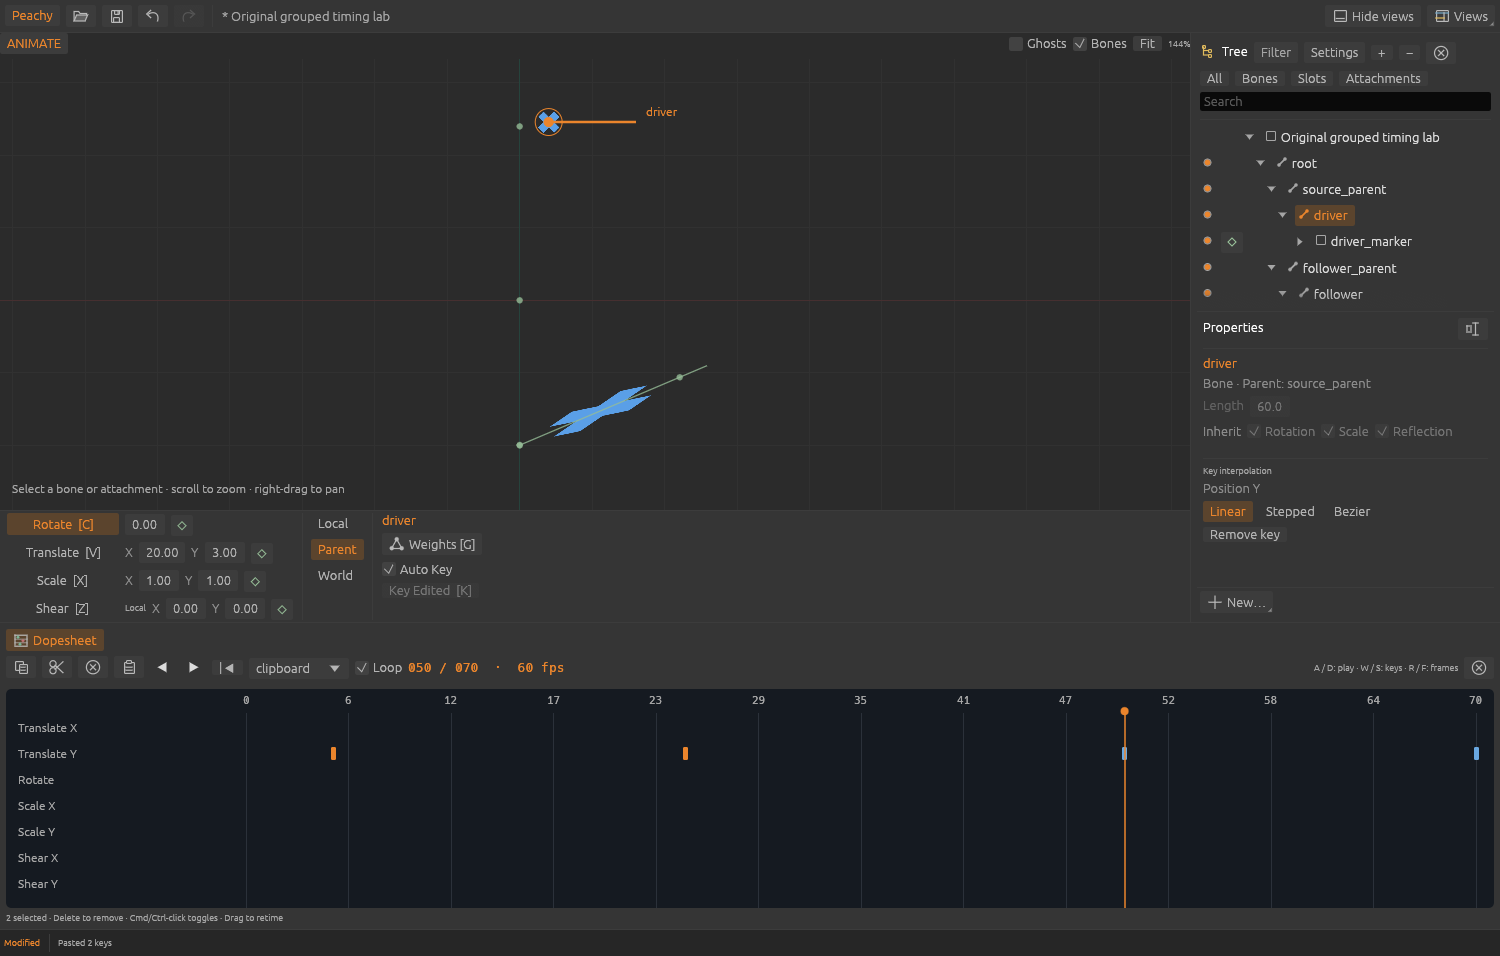 Peachy
* Original grouped timing lab
Hide views
Views
ANIMATE
Ghosts
Bones
Fit
144%
driver
Select a bone or attachment · scroll to zoom · right-drag to pan
Tree
Filter
Settings
+
−
All
Bones
Slots
Attachments
Search
Original grouped timing lab
root
source_parent
driver
driver_marker
follower_parent
follower
Properties
driver
Bone · Parent: source_parent
Length 60.0
Inherit Rotation Scale Reflection
Key interpolation
Position Y
Linear Stepped Bezier
Remove key
New...
Rotate [C] 0.00
Translate [V] X 20.00 Y 3.00
Scale [X] X 1.00 Y 1.00
Shear [Z] Local X 0.00 Y 0.00
Local
Parent
World
driver
Weights [G]
Auto Key
Key Edited [K]
Dopesheet
clipboard
Loop 050 / 070 · 60 fps
A / D: play · W / S: keys · R / F: frames
0 6 12 17 23 29 35 41 47 52 58 64 70
Translate X
Translate Y
Rotate
Scale X
Scale Y
Shear X
Shear Y
2 selected · Delete to remove · Cmd/Ctrl-click toggles · Drag to retime
Modified
Pasted 2 keys